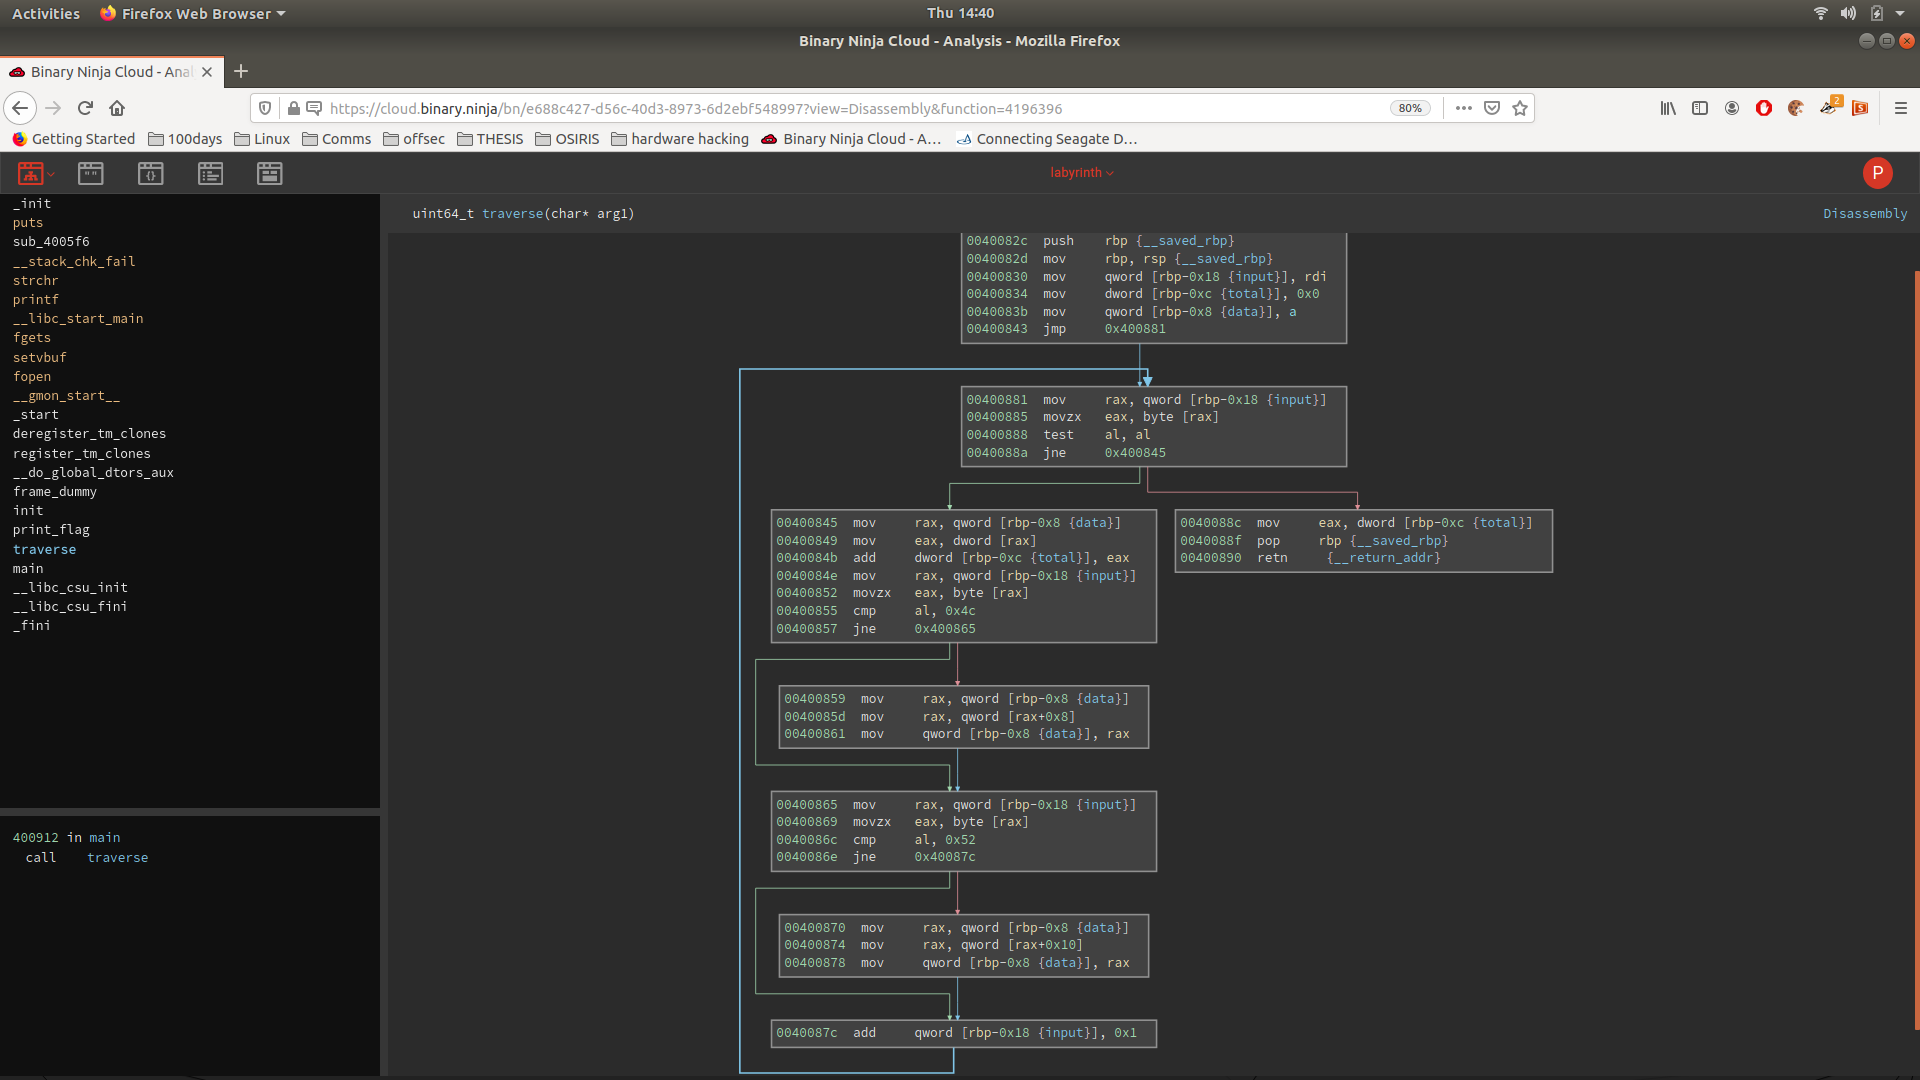 Activities Firefox Web Browser Thu 14:40
Binary Ninja Cloud - Analysis - Mozilla Firefox
Binary Ninja Cloud - Anal
https://cloud.binary.ninja/bn/e688c427-d56c-40d3-8973-6d2ebf548997?view=Disassembly&function=4196396 80% 2
Getting Started 100days Linux Comms offsec THESIS OSIRIS hardware hacking Binary Ninja Cloud - A... Connecting Seagate D...
labyrinth P
uint64_t traverse(char* arg1) Disassembly
_init
puts
sub_4005f6
__stack_chk_fail
strchr
printf
__libc_start_main
fgets
setvbuf
fopen
__gmon_start__
_start
deregister_tm_clones
register_tm_clones
__do_global_dtors_aux
frame_dummy
init
print_flag
traverse
main
__libc_csu_init
__libc_csu_fini
_fini
400912 in main
call traverse
0040082c push rbp {__saved_rbp}
0040082d mov rbp, rsp {__saved_rbp}
00400830 mov qword [rbp-0x18 {input}], rdi
00400834 mov dword [rbp-0xc {total}], 0x0
0040083b mov qword [rbp-0x8 {data}], a
00400843 jmp 0x400881
00400881 mov rax, qword [rbp-0x18 {input}]
00400885 movzx eax, byte [rax]
00400888 test al, al
0040088a jne 0x400845
00400845 mov rax, qword [rbp-0x8 {data}]
00400849 mov eax, dword [rax]
0040084b add dword [rbp-0xc {total}], eax
0040084e mov rax, qword [rbp-0x18 {input}]
00400852 movzx eax, byte [rax]
00400855 cmp al, 0x4c
00400857 jne 0x400865
0040088c mov eax, dword [rbp-0xc {total}]
0040088f pop rbp {__saved_rbp}
00400890 retn {__return_addr}
00400859 mov rax, qword [rbp-0x8 {data}]
0040085d mov rax, qword [rax+0x8]
00400861 mov qword [rbp-0x8 {data}], rax
00400865 mov rax, qword [rbp-0x18 {input}]
00400869 movzx eax, byte [rax]
0040086c cmp al, 0x52
0040086e jne 0x40087c
00400870 mov rax, qword [rbp-0x8 {data}]
00400874 mov rax, qword [rax+0x10]
00400878 mov qword [rbp-0x8 {data}], rax
0040087c add qword [rbp-0x18 {input}], 0x1